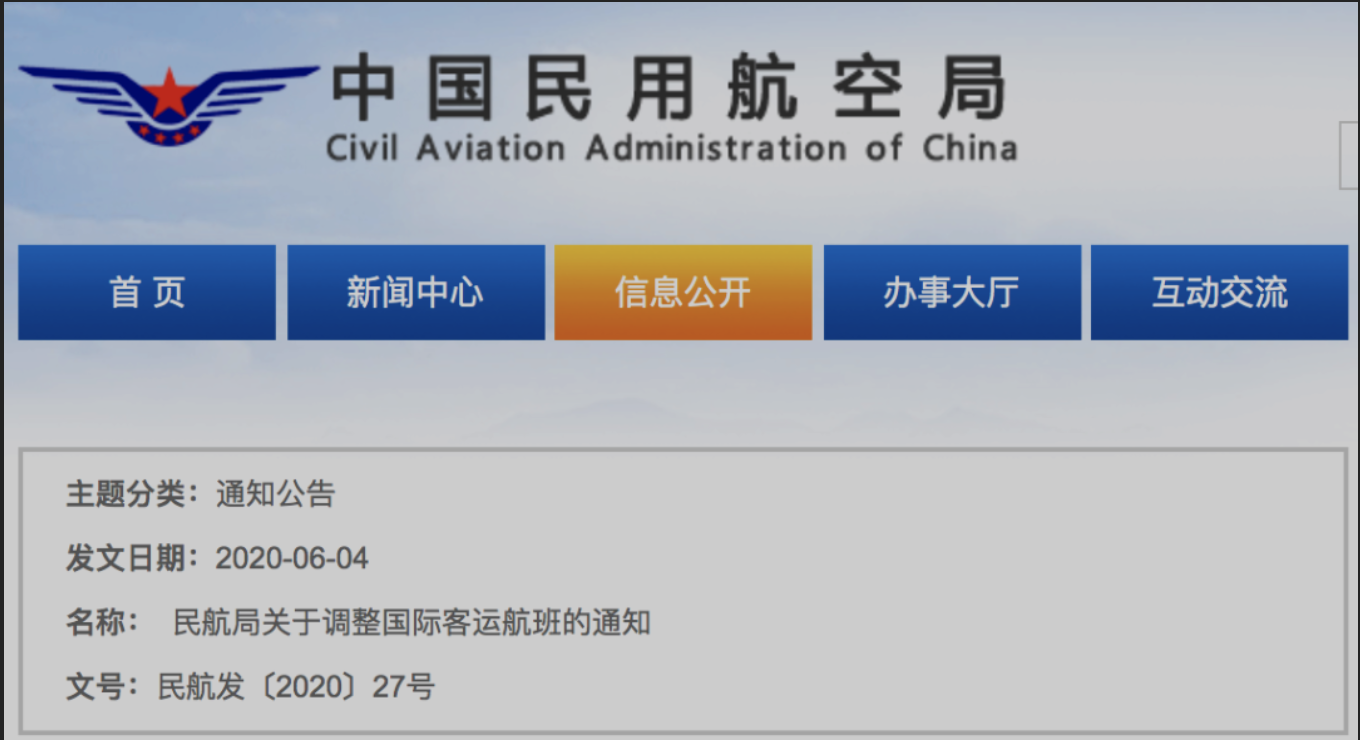 中国民用航空局
Civil Aviation Administration of China
首 页 新闻中心 信息公开 办事大厅 互动交流
主题分类：通知公告
发文日期：2020-06-04
名称： 民航局关于调整国际客运航班的通知
文号：民航发〔2020〕27号